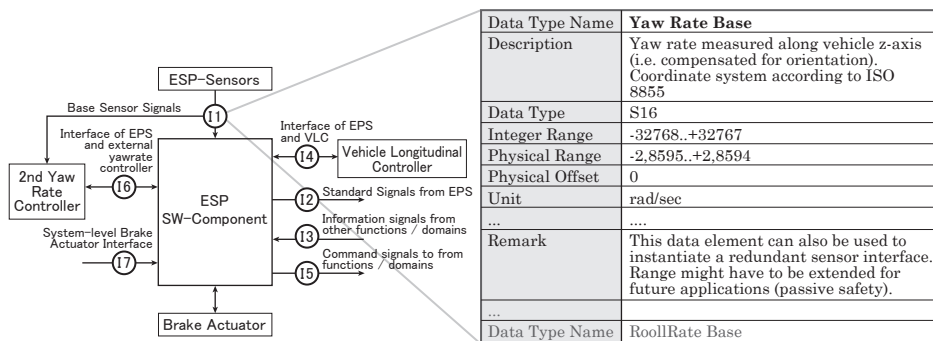 ESP-Sensors
Base Sensor Signals
I1
Interface of EPS
and external
yawrate
controller
Interface of EPS
and VLC
I4
Vehicle Longitudinal
Controller
2nd Yaw
Rate
Controller
I6
ESP
SW-Component
I2
Standard Signals from EPS
System-level Brake
Actuator Interface
I7
I3
Information signals from
other functions / domains
I5
Command signals to from
functions / domains
Brake Actuator
Data Type Name Yaw Rate Base
Description Yaw rate measured along vehicle z-axis
(i.e. compensated for orientation).
Coordinate system according to ISO
8855
Data Type S16
Integer Range -32768..+32767
Physical Range -2,8595..+2,8594
Physical Offset 0
Unit rad/sec
... ....
Remark This data element can also be used to
instantiate a redundant sensor interface.
Range might have to be extended for
future applications (passive safety).
...
Data Type Name RoollRate Base